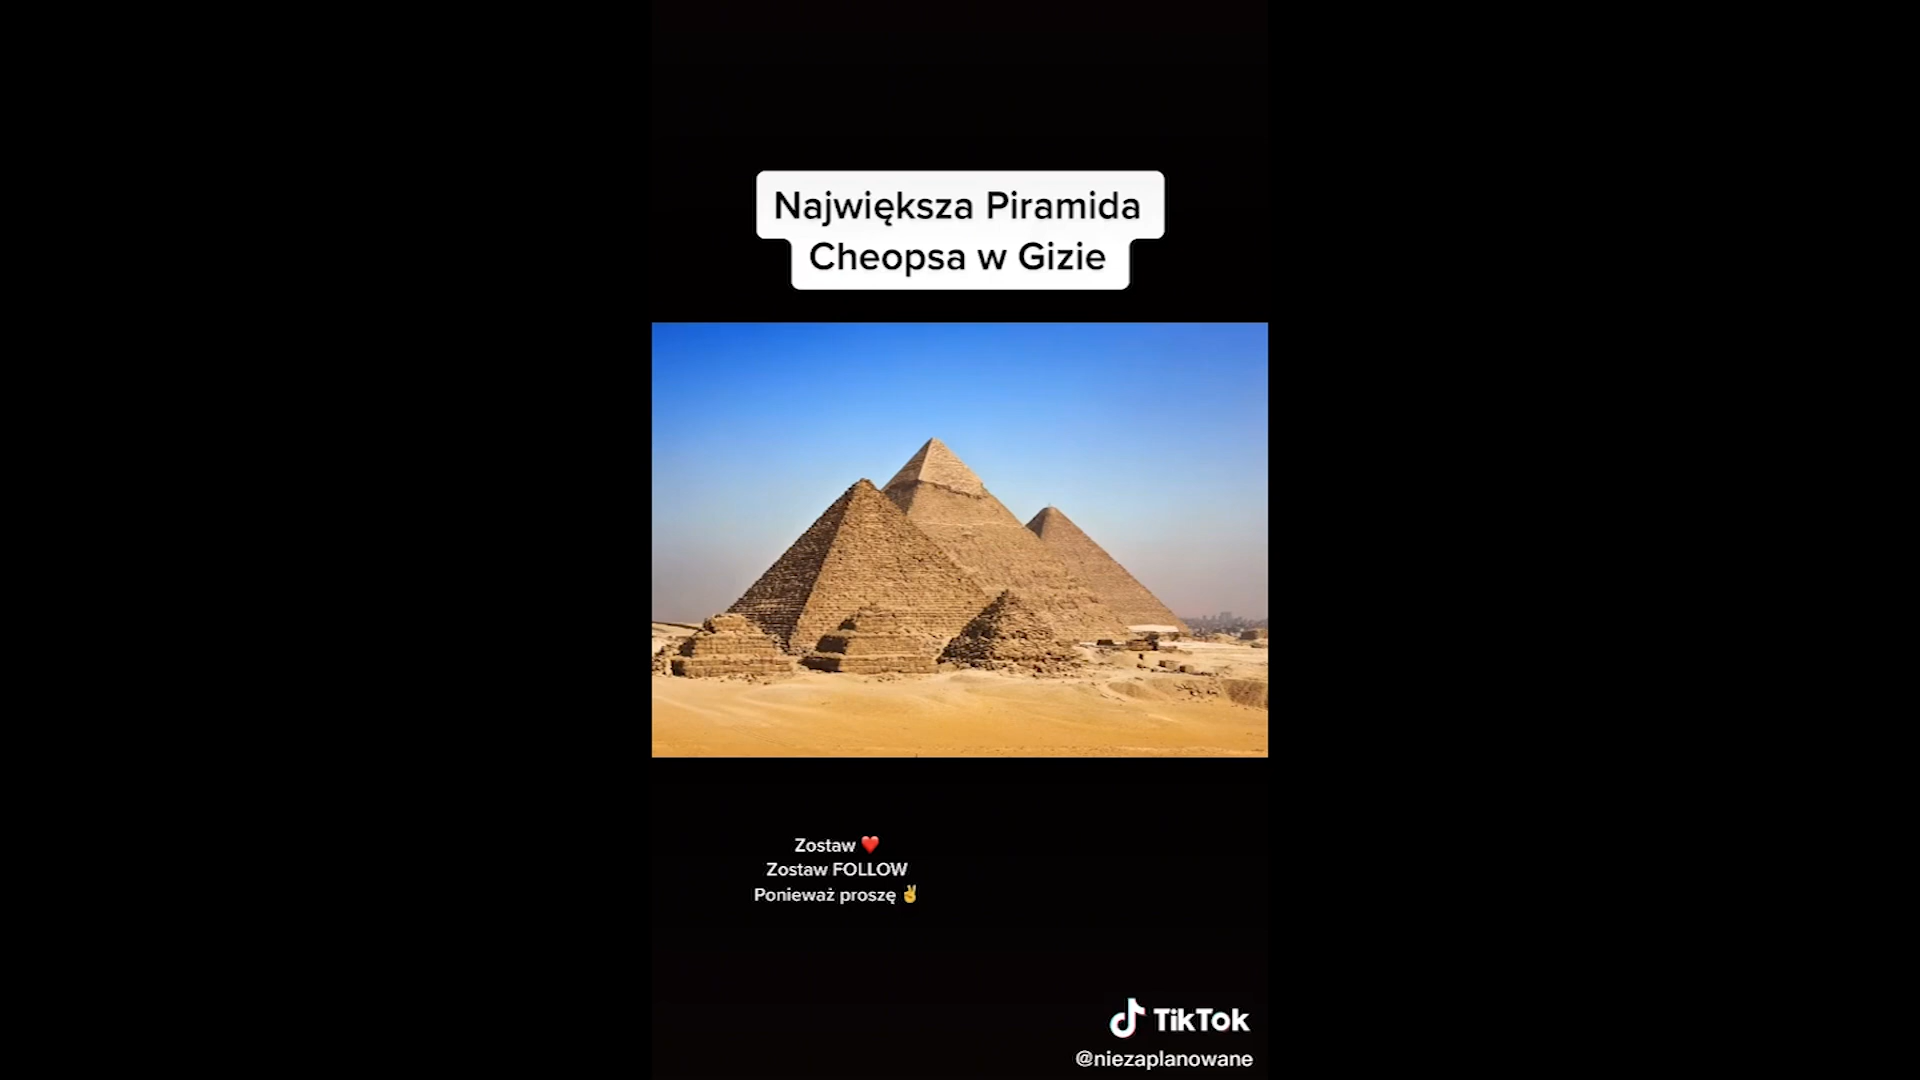 Największa Piramida
Cheopsa w Gizie
Zostaw ❤️
Zostaw FOLLOW
Ponieważ proszę ✌️
TikTok
@niezaplanowane